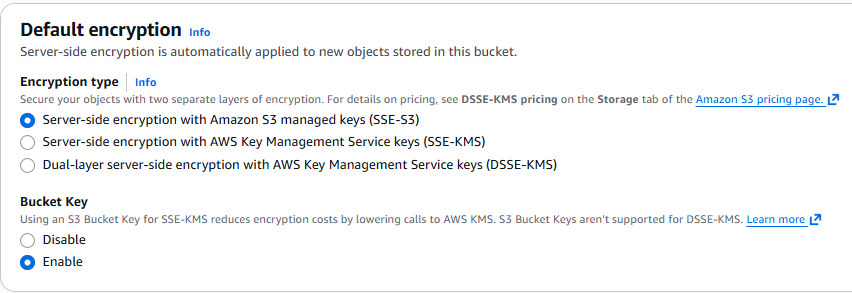 Default encryption Info
Server-side encryption is automatically applied to new objects stored in this bucket.
Encryption type Info
Secure your objects with two separate layers of encryption. For details on pricing, see DSSE-KMS pricing on the Storage tab of the Amazon S3 pricing page.
Server-side encryption with Amazon S3 managed keys (SSE-S3)
Server-side encryption with AWS Key Management Service keys (SSE-KMS)
Dual-layer server-side encryption with AWS Key Management Service keys (DSSE-KMS)
Bucket Key
Using an S3 Bucket Key for SSE-KMS reduces encryption costs by lowering calls to AWS KMS. S3 Bucket Keys aren't supported for DSSE-KMS. Learn more
Disable
Enable